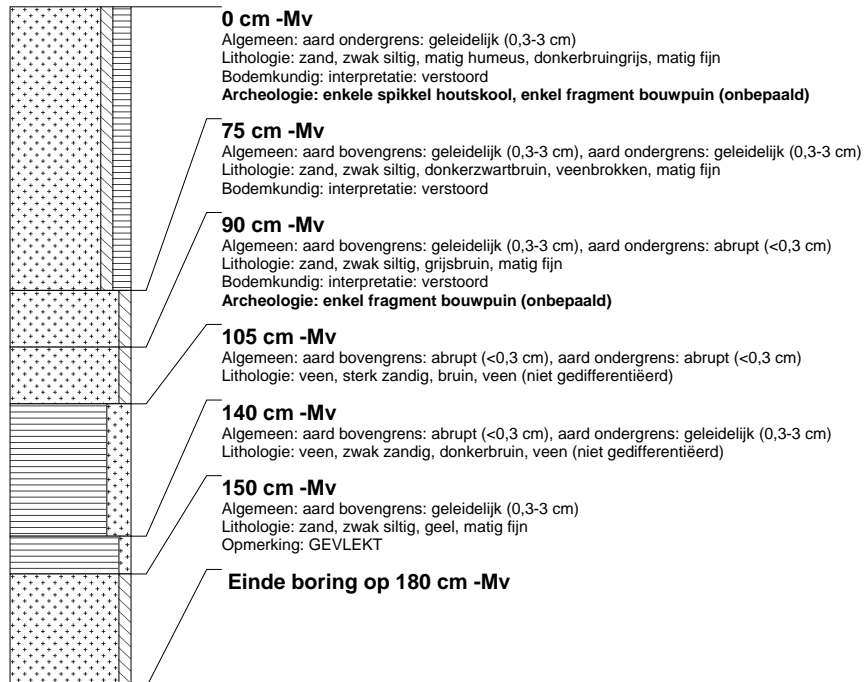 0 cm -Mv
Algemeen: aard ondergrens: geleidelijk (0,3-3 cm)
Lithologie: zand, zwak siltig, matig humeus, donkerbruingrijs, matig fijn
Bodemkundig: interpretatie: verstoord
Archeologie: enkele spikkel houtskool, enkel fragment bouwpuin (onbepaald)
75 cm -Mv
Algemeen: aard bovengrens: geleidelijk (0,3-3 cm), aard ondergrens: geleidelijk (0,3-3 cm)
Lithologie: zand, zwak siltig, donkerzwartbruin, veenbrokken, matig fijn
Bodemkundig: interpretatie: verstoord
90 cm -Mv
Algemeen: aard bovengrens: geleidelijk (0,3-3 cm), aard ondergrens: abrupt (<0,3 cm)
Lithologie: zand, zwak siltig, grijsbruin, matig fijn
Bodemkundig: interpretatie: verstoord
Archeologie: enkel fragment bouwpuin (onbepaald)
105 cm -Mv
Algemeen: aard bovengrens: abrupt (<0,3 cm), aard ondergrens: abrupt (<0,3 cm)
Lithologie: veen, sterk zandig, bruin, veen (niet gedifferentiëerd)
140 cm -Mv
Algemeen: aard bovengrens: abrupt (<0,3 cm), aard ondergrens: geleidelijk (0,3-3 cm)
Lithologie: veen, zwak zandig, donkerbruin, veen (niet gedifferentiëerd)
150 cm -Mv
Algemeen: aard bovengrens: geleidelijk (0,3-3 cm)
Lithologie: zand, zwak siltig, geel, matig fijn
Opmerking: GEVLEKT
Einde boring op 180 cm -Mv